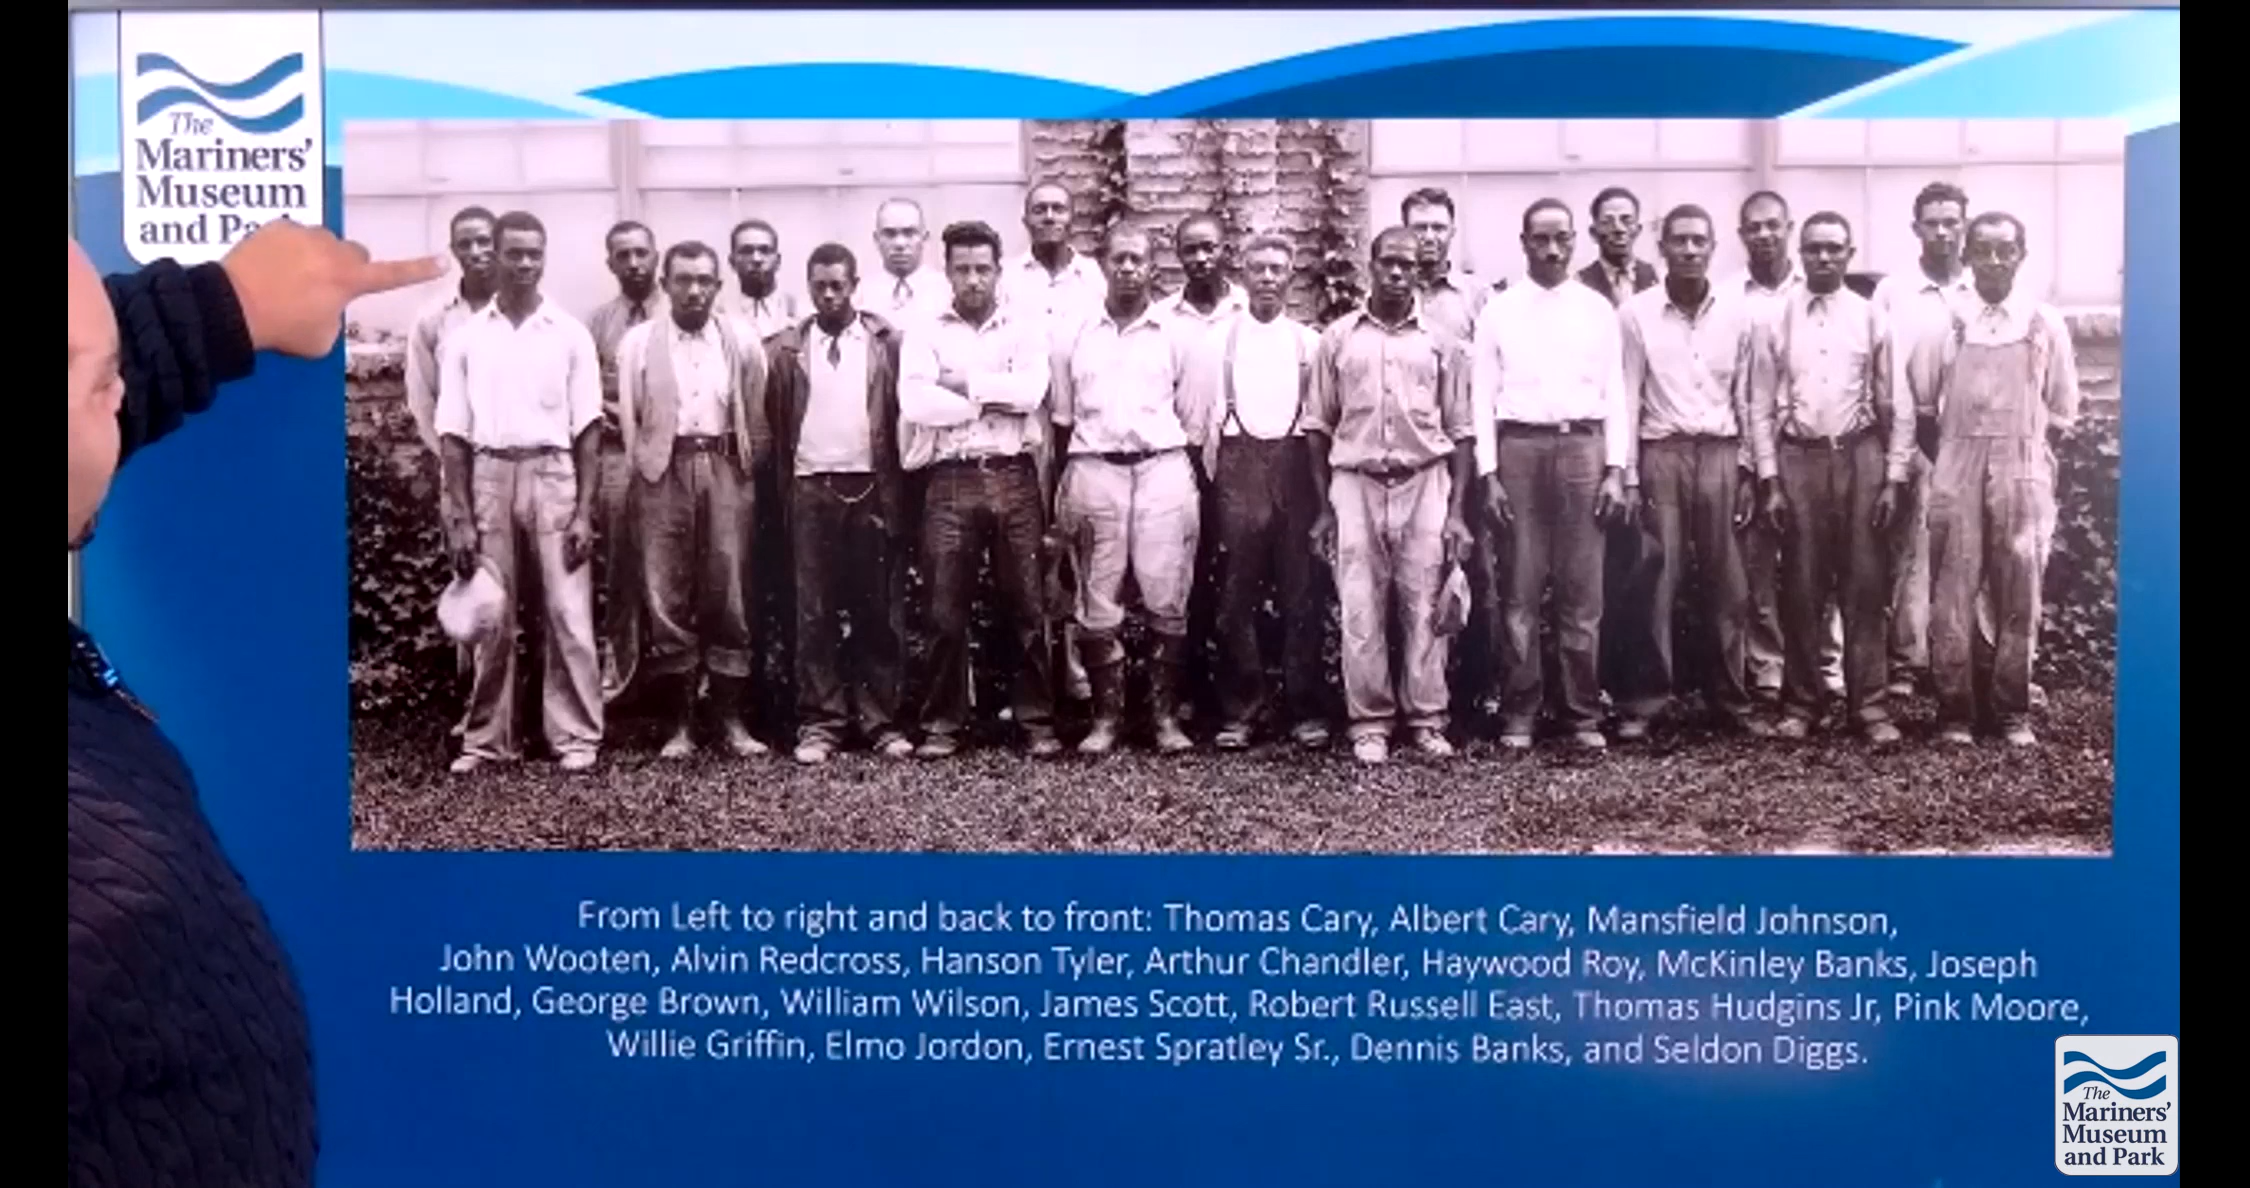 The
Mariners'
Museum
and Pa
From Left to right and back to front: Thomas Cary, Albert Cary, Mansfield Johnson,
John Wooten, Alvin Redcross, Hanson Tyler, Arthur Chandler, Haywood Roy, McKinley Banks, Joseph
Holland, George Brown, William Wilson, James Scott, Robert Russell East, Thomas Hudgins Jr, Pink Moore,
Willie Griffin, Elmo Jordon, Ernest Spratley Sr., Dennis Banks, and Seldon Diggs.
The
Mariners'
Museum
and Park